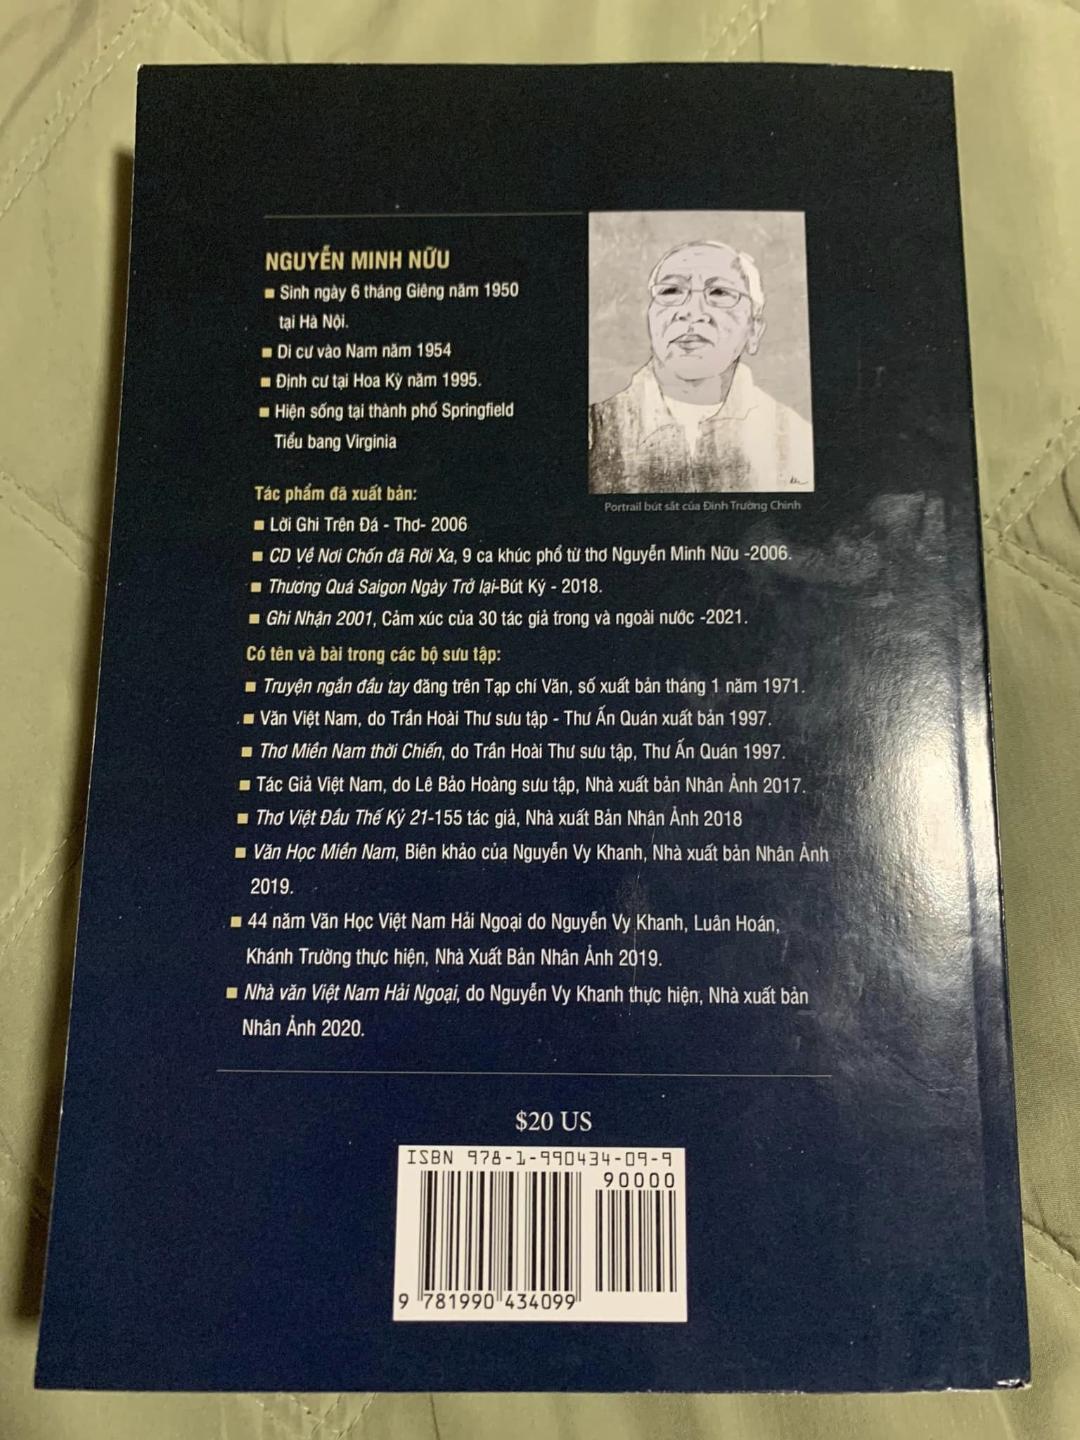 NGUYỄN MINH NỮU
Sinh ngày 6 tháng Giêng năm 1950
tại Hà Nội.
Di cư vào Nam năm 1954
Định cư tại Hoa Kỳ năm 1995.
Hiện sống tại thành phố Springfield
Tiểu bang Virginia
Portrail bút sắt của Đinh Trường Chinh
Tác phẩm đã xuất bản:
Lời Ghi Trên Đá - Thơ- 2006
CD Về Nơi Chốn đã Rời Xa, 9 ca khúc phổ từ thơ Nguyễn Minh Nữu -2006.
Thương Quá Saigon Ngày Trở lại-Bút Ký - 2018.
Ghi Nhận 2001, Cảm xúc của 30 tác giả trong và ngoài nước -2021.
Có tên và bài trong các bộ sưu tập:
Truyện ngắn đầu tay đăng trên Tạp chí Văn, số xuất bản tháng 1 năm 1971.
Văn Việt Nam, do Trần Hoài Thư sưu tập - Thư Ấn Quán xuất bản 1997.
Thơ Miền Nam thời Chiến, do Trần Hoài Thư sưu tập, Thư Ấn Quán 1997.
Tác Giả Việt Nam, do Lê Bảo Hoàng sưu tập, Nhà xuất bản Nhân Ảnh 2017.
Thơ Việt Đầu Thế Kỷ 21-155 tác giả, Nhà xuất Bản Nhân Ảnh 2018
Văn Học Miền Nam, Biên khảo của Nguyễn Vy Khanh, Nhà xuất bản Nhân Ảnh
2019.
44 năm Văn Học Việt Nam Hải Ngoại do Nguyễn Vy Khanh, Luân Hoán,
Khánh Trường thực hiện, Nhà Xuất Bản Nhân Ảnh 2019.
Nhà văn Việt Nam Hải Ngoại, do Nguyễn Vy Khanh thực hiện, Nhà xuất bản
Nhân Ảnh 2020.
$20 US
ISBN 978-1-990434-09-9
90000
9 781990 434099